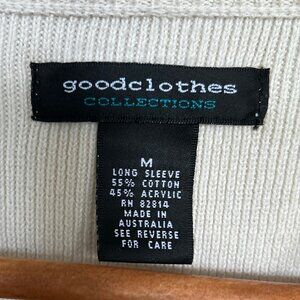 goodclothes
COLLECTIONS
M
LONG SLEEVE
55% COTTON
45% ACRYLIC
RN 82814
MADE IN
AUSTRALIA
SEE REVERSE
FOR CARE